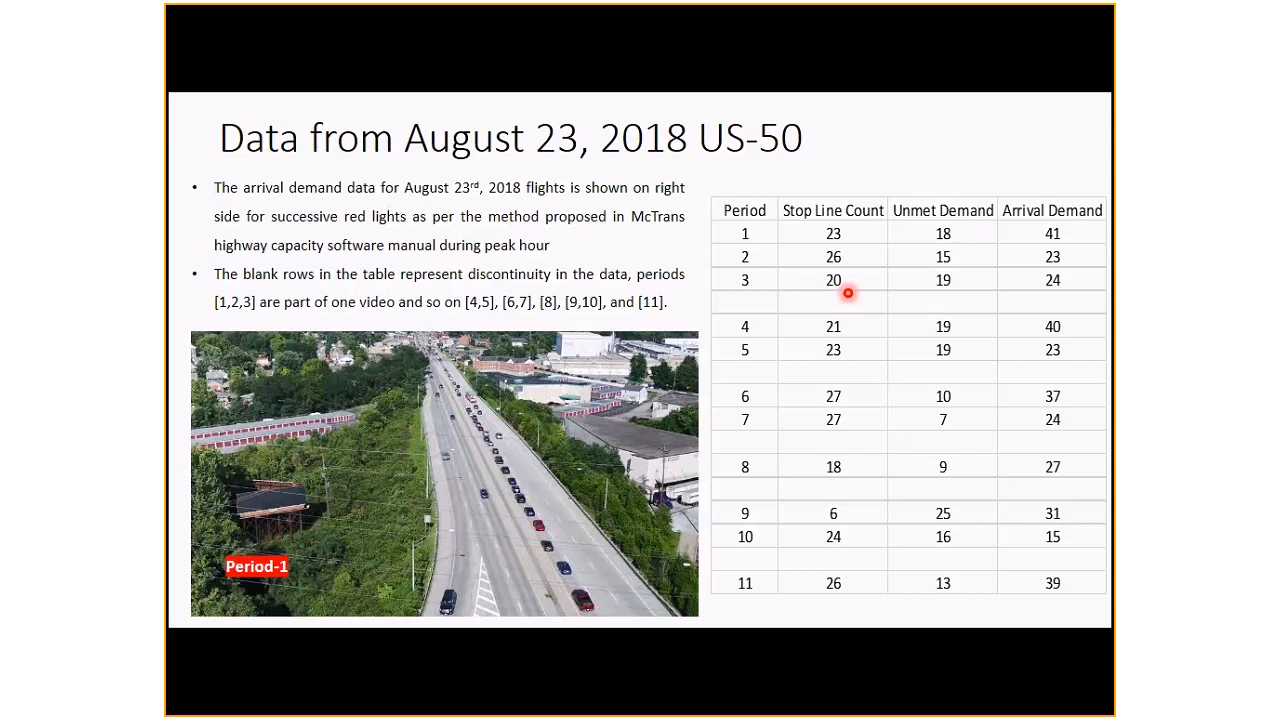 Data from August 23, 2018 US-50
• The arrival demand data for August 23rd, 2018 flights is shown on right
side for successive red lights as per the method proposed in McTrans
highway capacity software manual during peak hour
• The blank rows in the table represent discontinuity in the data, periods
[1,2,3] are part of one video and so on [4,5], [6,7], [8], [9,10], and [11].
Period-1
Period Stop Line Count Unmet Demand Arrival Demand
1 23 18 41
2 26 15 23
3 20 19 24
4 21 19 40
5 23 19 23
6 27 10 37
7 27 7 24
8 18 9 27
9 6 25 31
10 24 16 15
11 26 13 39